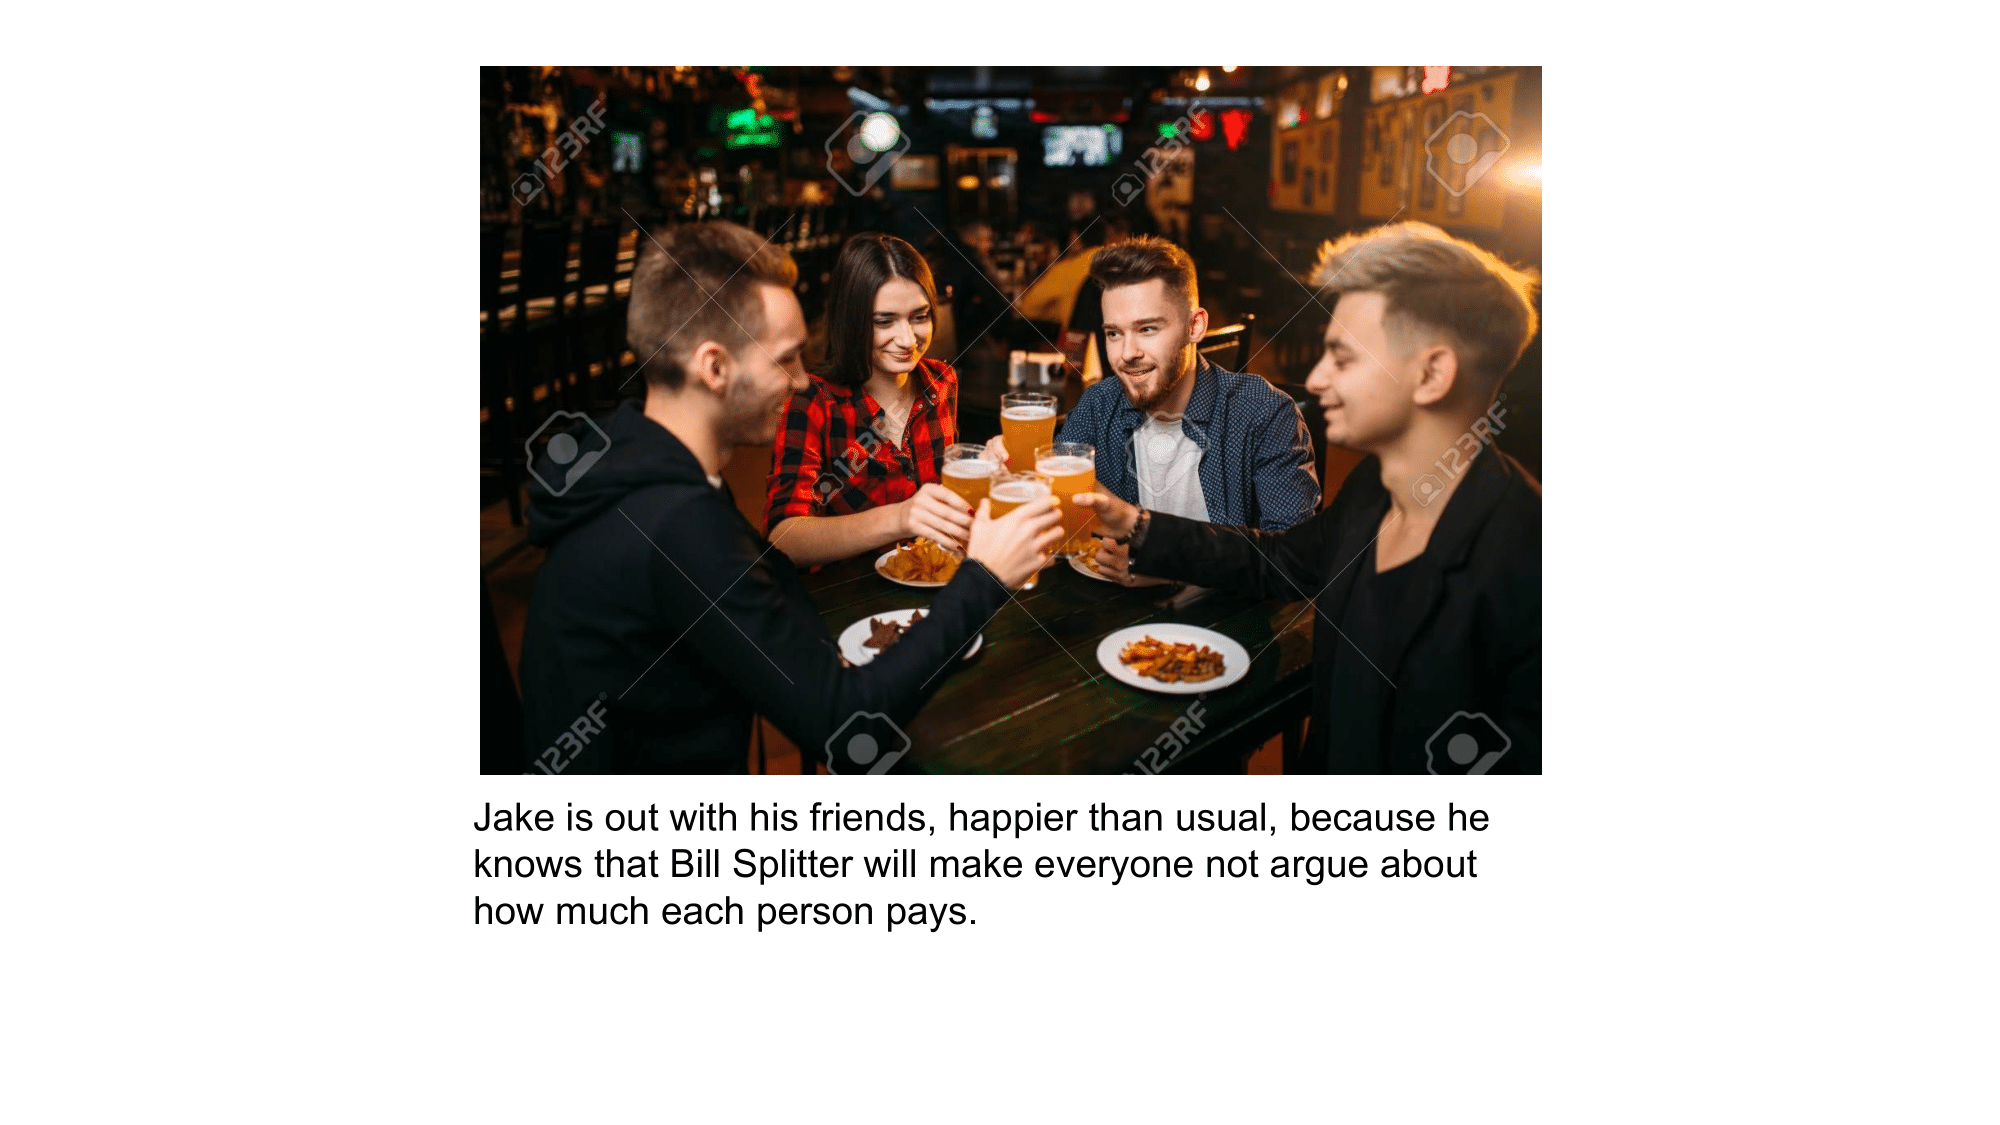 123RF
123RF
123RF
123RF
123RF
123RF
Jake is out with his friends, happier than usual, because he
knows that Bill Splitter will make everyone not argue about
how much each person pays.